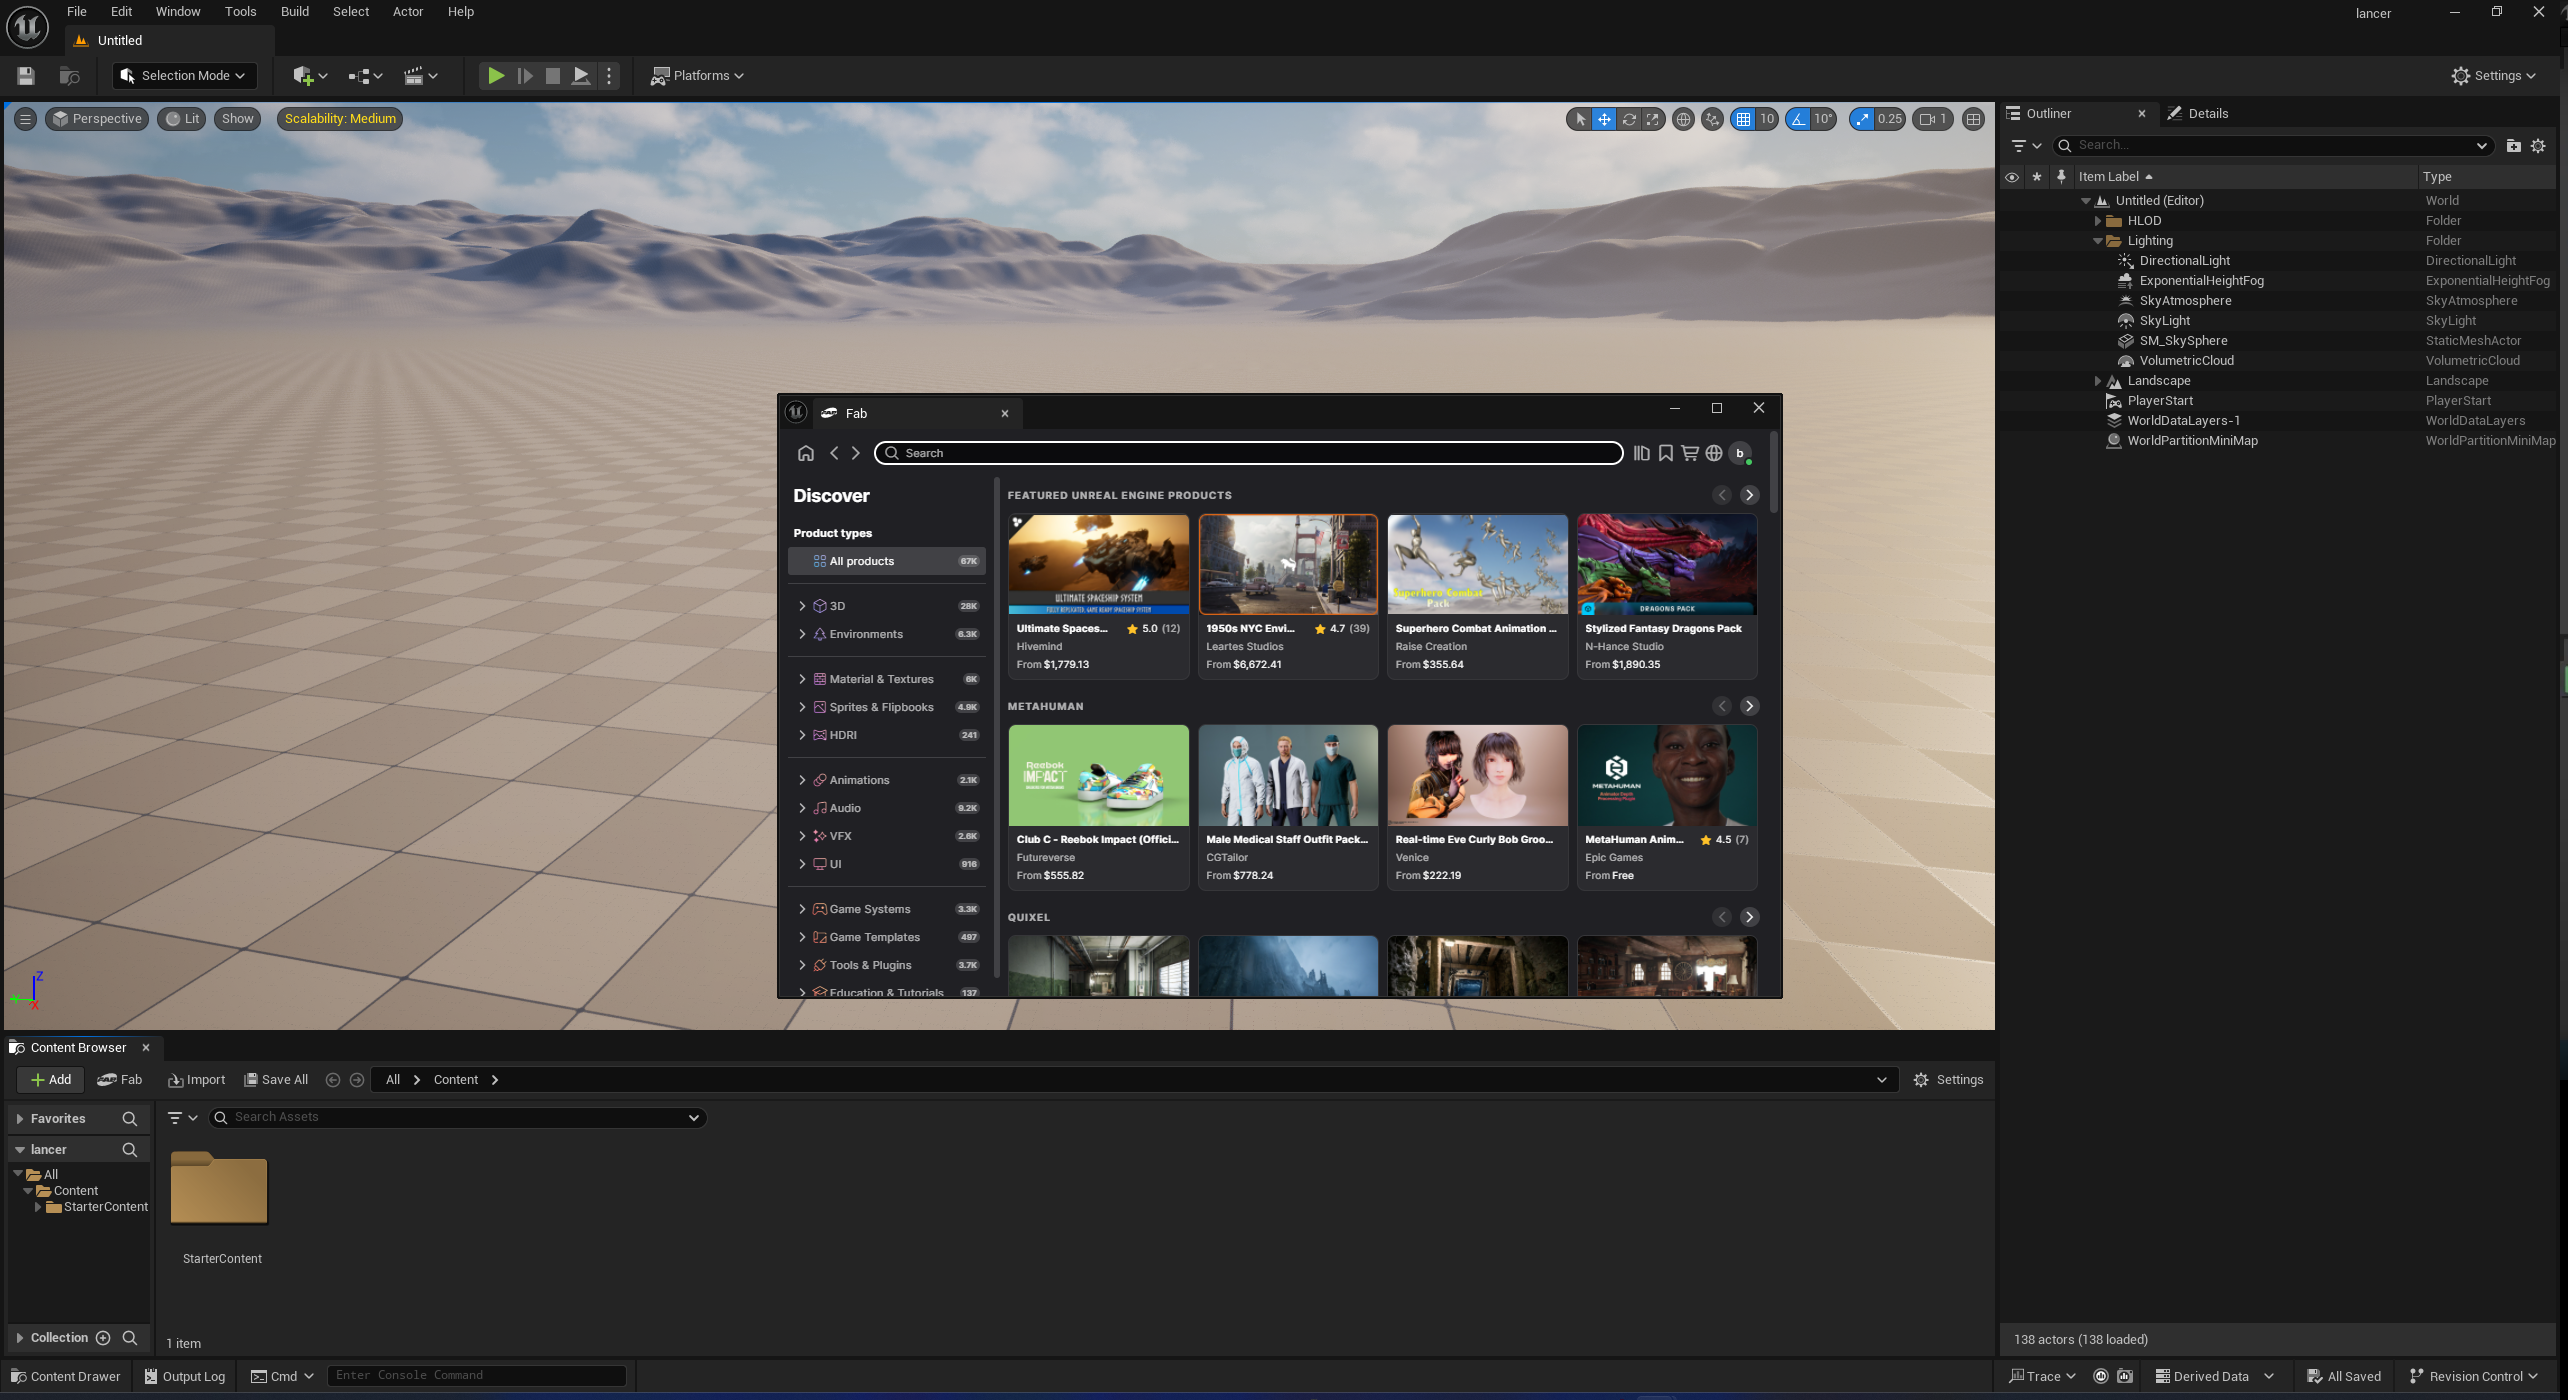 File Edit Window Tools Build Select Actor Help
lancer
Untitled
Selection Mode
Platforms
Settings
Perspective Lit Show Scalability: Medium
10 10° 0.25 1
Outliner Details
Search...
Item Label Type
Untitled (Editor) World
HLOD Folder
Lighting Folder
DirectionalLight DirectionalLight
ExponentialHeightFog ExponentialHeightFog
SkyAtmosphere SkyAtmosphere
SkyLight SkyLight
SM_SkySphere StaticMeshActor
VolumetricCloud VolumetricCloud
Landscape Landscape
PlayerStart PlayerStart
WorldDataLayers-1 WorldDataLayers
WorldPartitionMiniMap WorldPartitionMiniMap
138 actors (138 loaded)
Fab
Search
b
Discover
Product types
All products 67K
3D 28K
Environments 6.3K
Material & Textures 6K
Sprites & Flipbooks 4.9K
HDRI 241
Animations 2.1K
Audio 9.2K
VFX 2.6K
UI 916
Game Systems 3.3K
Game Templates 497
Tools & Plugins 3.7K
Education & Tutorials 137
FEATURED UNREAL ENGINE PRODUCTS
ULTIMATE SPACESHIP SYSTEM
FULLY REPLICATED, GAME READY SPACESHIP SYSTEM
Ultimate Spaces... 5.0 (12)
Hivemind
From $1,779.13
1950s NYC Envi... 4.7 (39)
Leartes Studios
From $6,672.41
Superhero Combat
Pack
Superhero Combat Animation ...
Raise Creation
From $355.64
DRAGONS PACK
Stylized Fantasy Dragons Pack
N-Hance Studio
From $1,890.35
METAHUMAN
Reebok
IMPACT
Club C - Reebok Impact (Offici...
Futureverse
From $555.82
Male Medical Staff Outfit Pack...
CGTailor
From $778.24
Real-time Eve Curly Bob Groo...
Venice
From $222.19
METAHUMAN
Animator Depth
Processing Plugin
MetaHuman Anim... 4.5 (7)
Epic Games
From Free
QUIXEL
Z
Y
X
Content Browser
Add Fab Import Save All All Content Settings
Favorites
Search Assets
lancer
All
Content
StarterContent
StarterContent
Collection
1 item
Content Drawer Output Log Cmd Enter Console Command
Trace Derived Data All Saved Revision Control